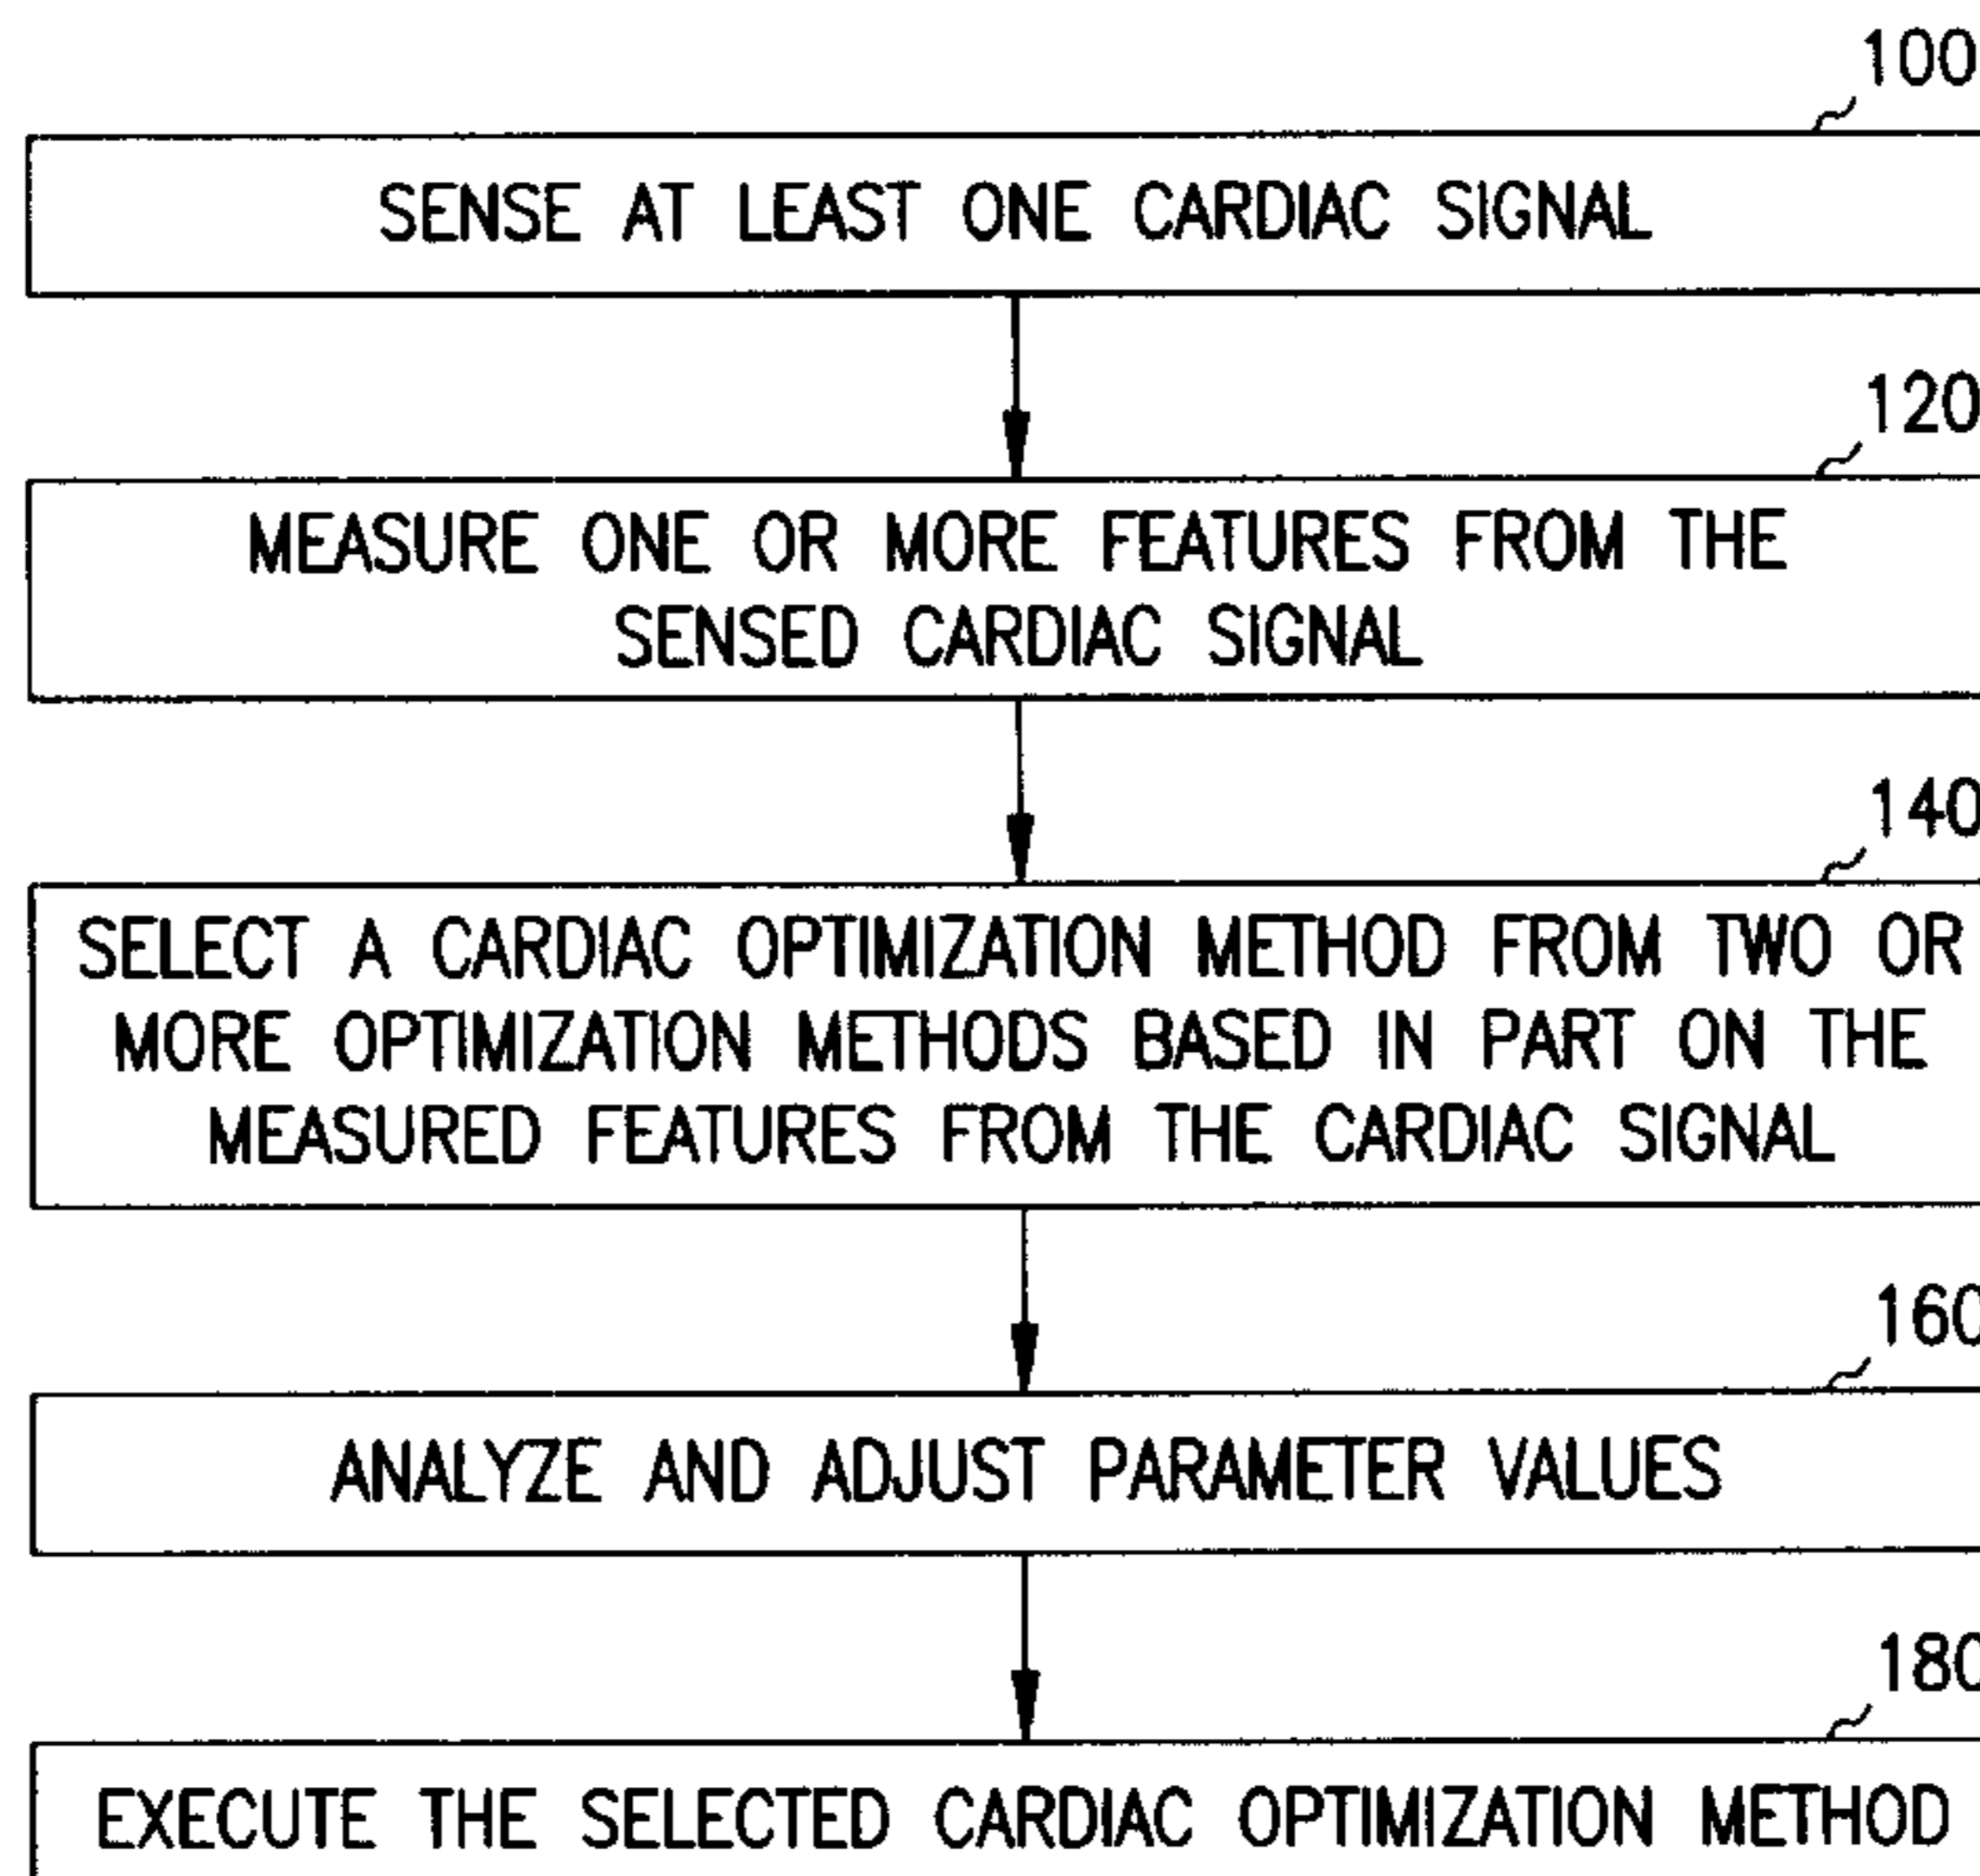 100
SENSE AT LEAST ONE CARDIAC SIGNAL
120
MEASURE ONE OR MORE FEATURES FROM THE
SENSED CARDIAC SIGNAL
140
SELECT A CARDIAC OPTIMIZATION METHOD FROM TWO OR
MORE OPTIMIZATION METHODS BASED IN PART ON THE
MEASURED FEATURES FROM THE CARDIAC SIGNAL
160
ANALYZE AND ADJUST PARAMETER VALUES
180
EXECUTE THE SELECTED CARDIAC OPTIMIZATION METHOD